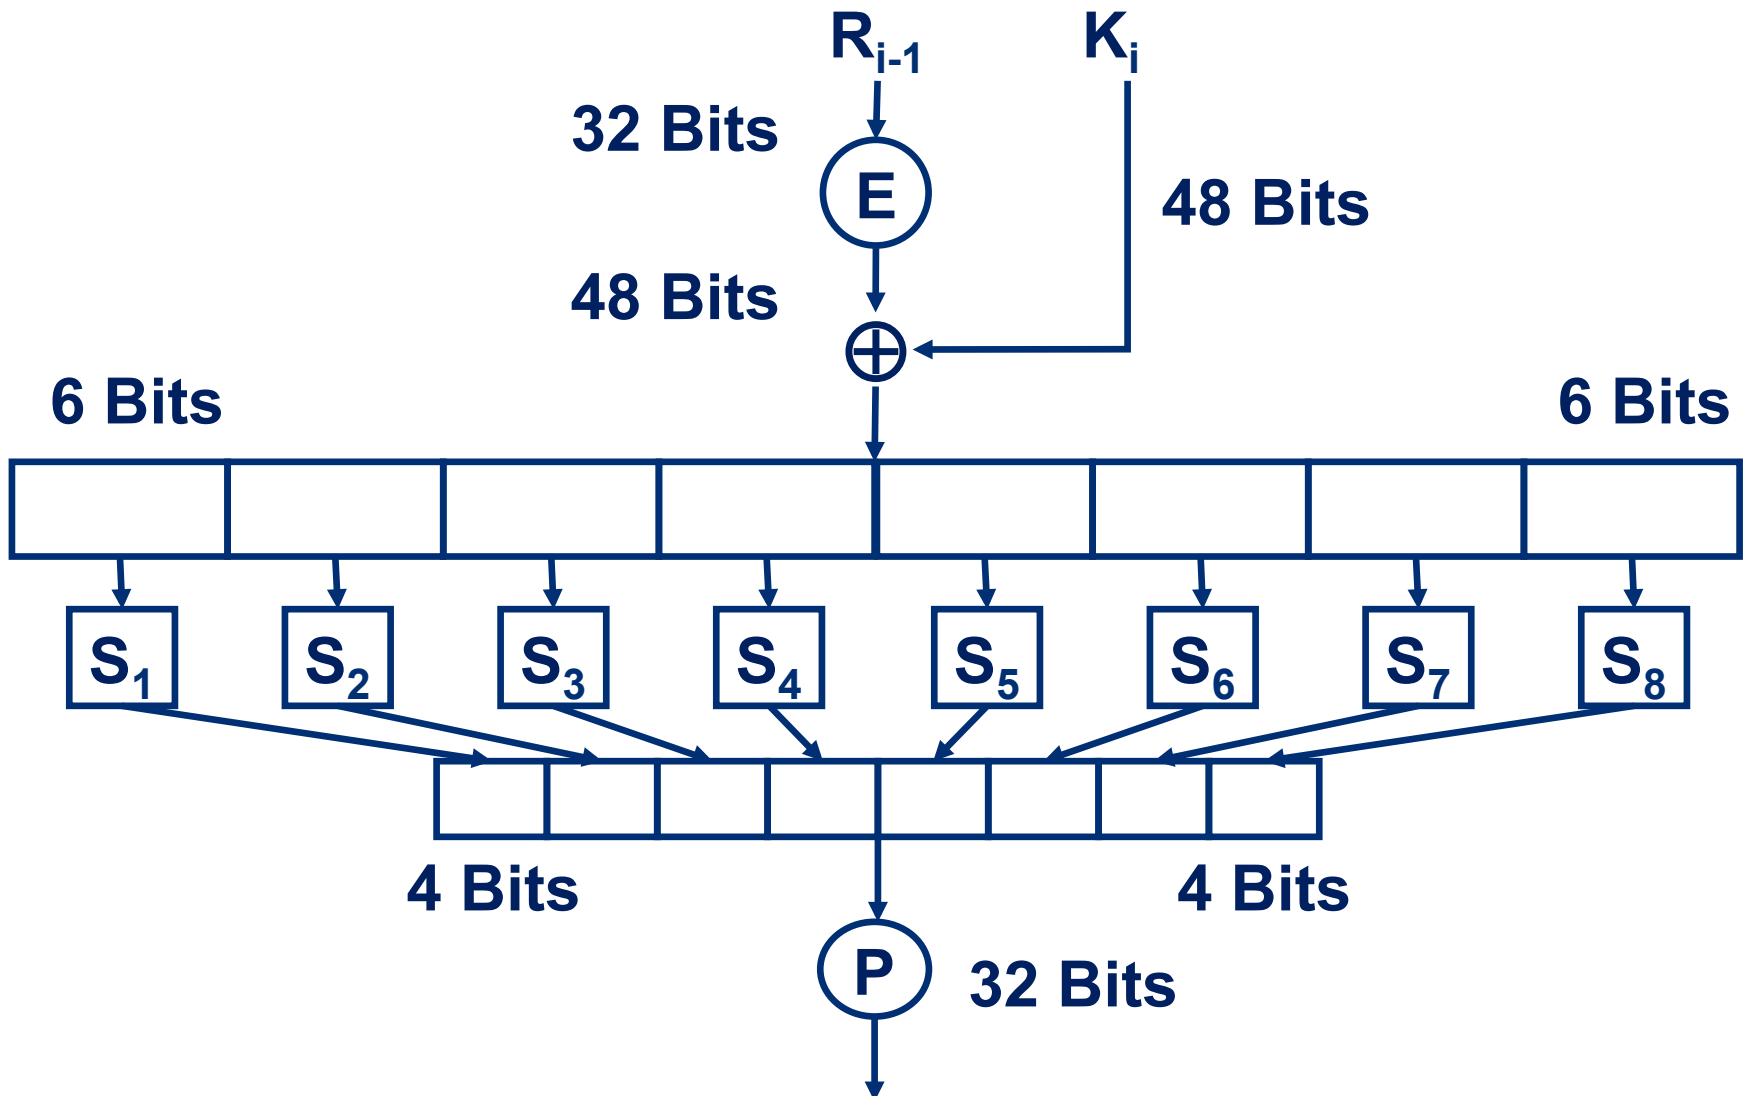 R_{i-1}
K_i
32 Bits
E
48 Bits
48 Bits
6 Bits
6 Bits
S_1
S_2
S_3
S_4
S_5
S_6
S_7
S_8
4 Bits
4 Bits
P
32 Bits